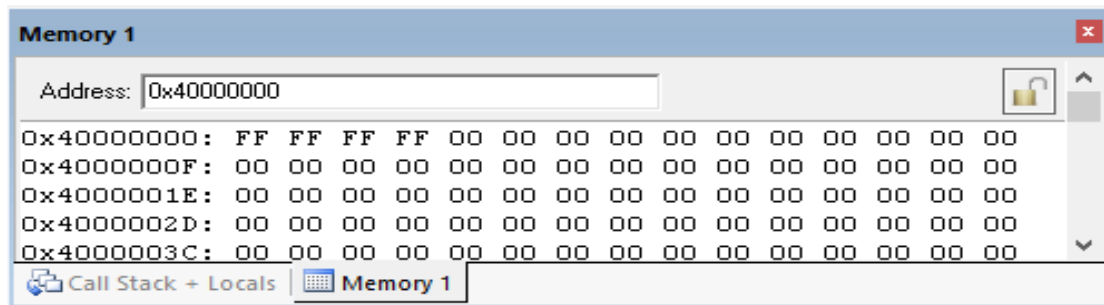 Memory 1
Address: 0x40000000
0x40000000: FF FF FF FF 00 00 00 00 00 00 00 00 00 00 00
0x4000000F: 00 00 00 00 00 00 00 00 00 00 00 00 00 00 00
0x4000001E: 00 00 00 00 00 00 00 00 00 00 00 00 00 00 00
0x4000002D: 00 00 00 00 00 00 00 00 00 00 00 00 00 00 00
0x4000003C: 00 00 00 00 00 00 00 00 00 00 00 00 00 00 00
Call Stack + Locals Memory 1